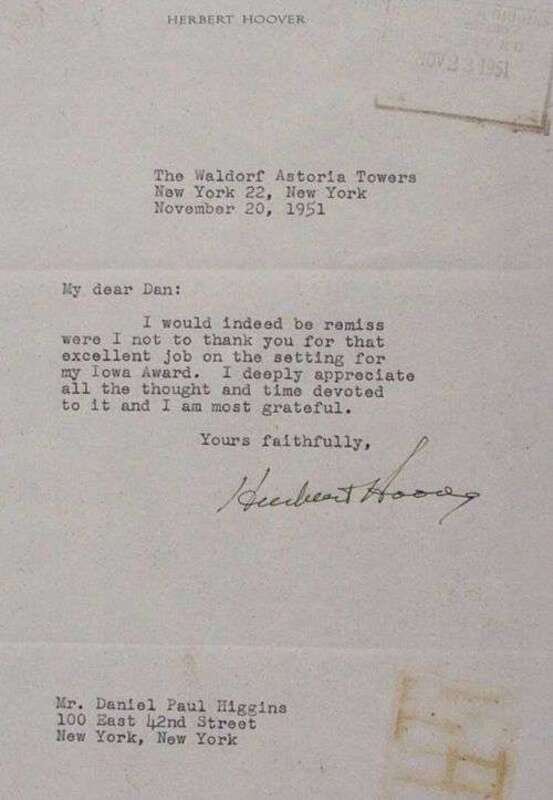 HERBERT HOOVER
NOV 23 1951
The Waldorf Astoria Towers
New York 22, New York
November 20, 1951
My dear Dan:
I would indeed be remiss
were I not to thank you for that
excellent job on the setting for
my Iowa Award.  I deeply appreciate
all the thought and time devoted
to it and I am most grateful.
Yours faithfully,
Herbert Hoover
Mr. Daniel Paul Higgins
100 East 42nd Street
New York, New York